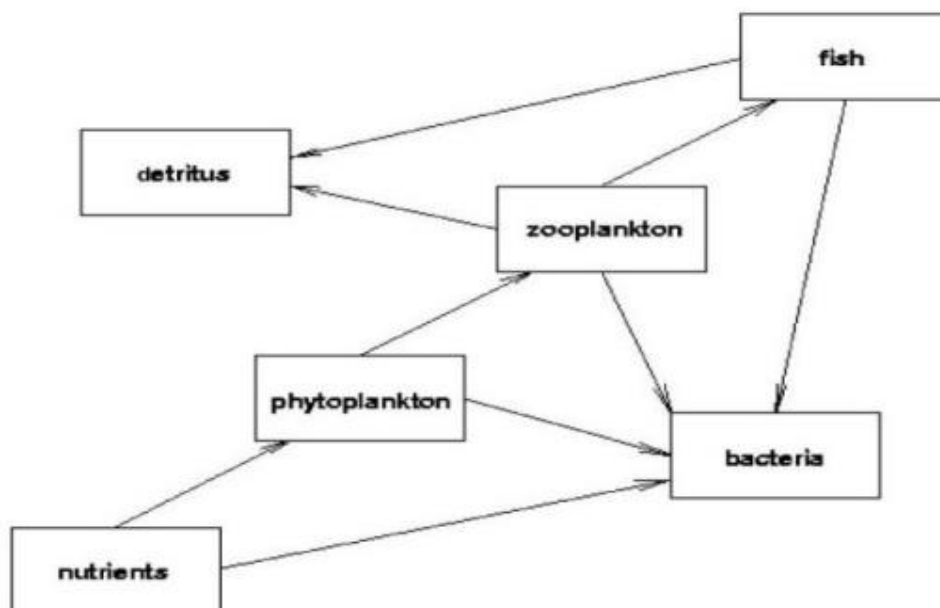 fish
detritus
zooplankton
phytoplankton
bacteria
nutrients